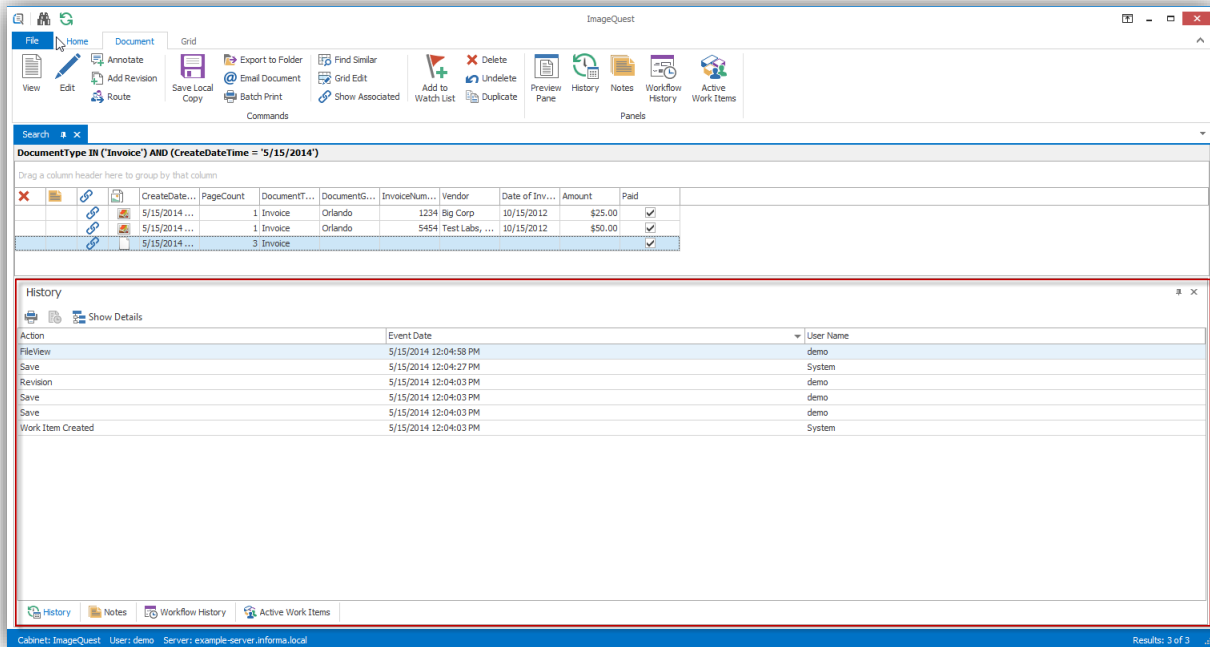 ImageQuest
File Home Document Grid
View
Edit
Annotate
Add Revision
Route
Save Local Copy
Export to Folder
Email Document
Batch Print
Find Similar
Grid Edit
Show Associated
Add to Watch List
Delete
Undelete
Duplicate
Preview Pane
History
Notes
Workflow History
Active Work Items
Commands Panels
Search
DocumentType IN ('Invoice') AND (CreateDateTime = '5/15/2014')
Drag a column header here to group by that column
CreateDate... PageCount DocumentT... DocumentG... InvoiceNum... Vendor Date of Inv... Amount Paid
5/15/2014 ... 1 Invoice Orlando 1234 Big Corp 10/15/2012 $25.00
5/15/2014 ... 1 Invoice Orlando 5454 Test Labs, ... 10/15/2012 $50.00
5/15/2014 ... 3 Invoice
History
Show Details
Action Event Date User Name
FileView 5/15/2014 12:04:58 PM demo
Save 5/15/2014 12:04:27 PM System
Revision 5/15/2014 12:04:03 PM demo
Save 5/15/2014 12:04:03 PM demo
Save 5/15/2014 12:04:03 PM demo
Work Item Created 5/15/2014 12:04:03 PM System
History Notes Workflow History Active Work Items
Cabinet: ImageQuest User: demo Server: example-server.informa.local Results: 3 of 3